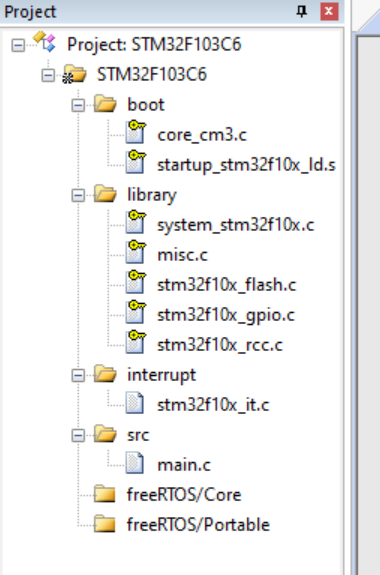 Project
Project: STM32F103C6
STM32F103C6
boot
core_cm3.c
startup_stm32f10x_ld.s
library
system_stm32f10x.c
misc.c
stm32f10x_flash.c
stm32f10x_gpio.c
stm32f10x_rcc.c
interrupt
stm32f10x_it.c
src
main.c
freeRTOS/Core
freeRTOS/Portable